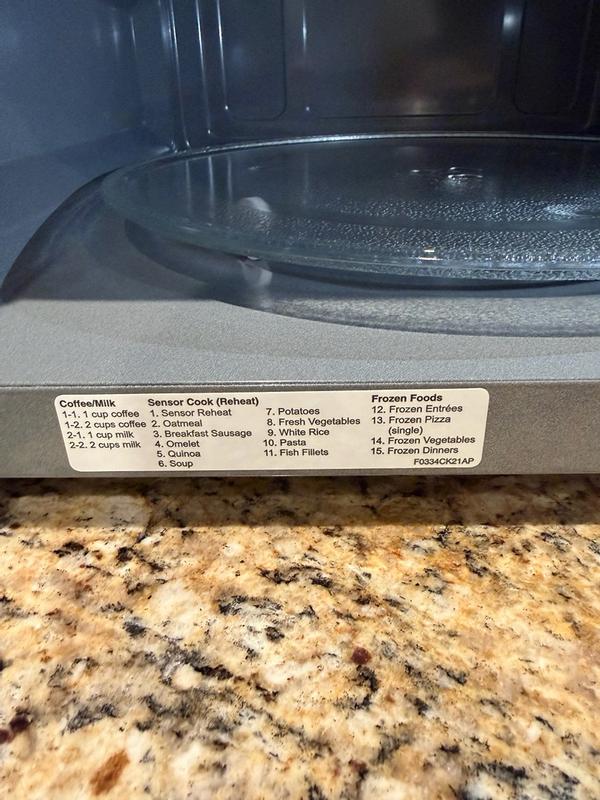 Coffee/Milk
1-1. 1 cup coffee
1-2. 2 cups coffee
2-1. 1 cup milk
2-2. 2 cups milk
Sensor Cook (Reheat)
1. Sensor Reheat
2. Oatmeal
3. Breakfast Sausage
4. Omelet
5. Quinoa
6. Soup
7. Potatoes
8. Fresh Vegetables
9. White Rice
10. Pasta
11. Fish Fillets
Frozen Foods
12. Frozen Entrées
13. Frozen Pizza
(single)
14. Frozen Vegetables
15. Frozen Dinners
F0334CK21AP